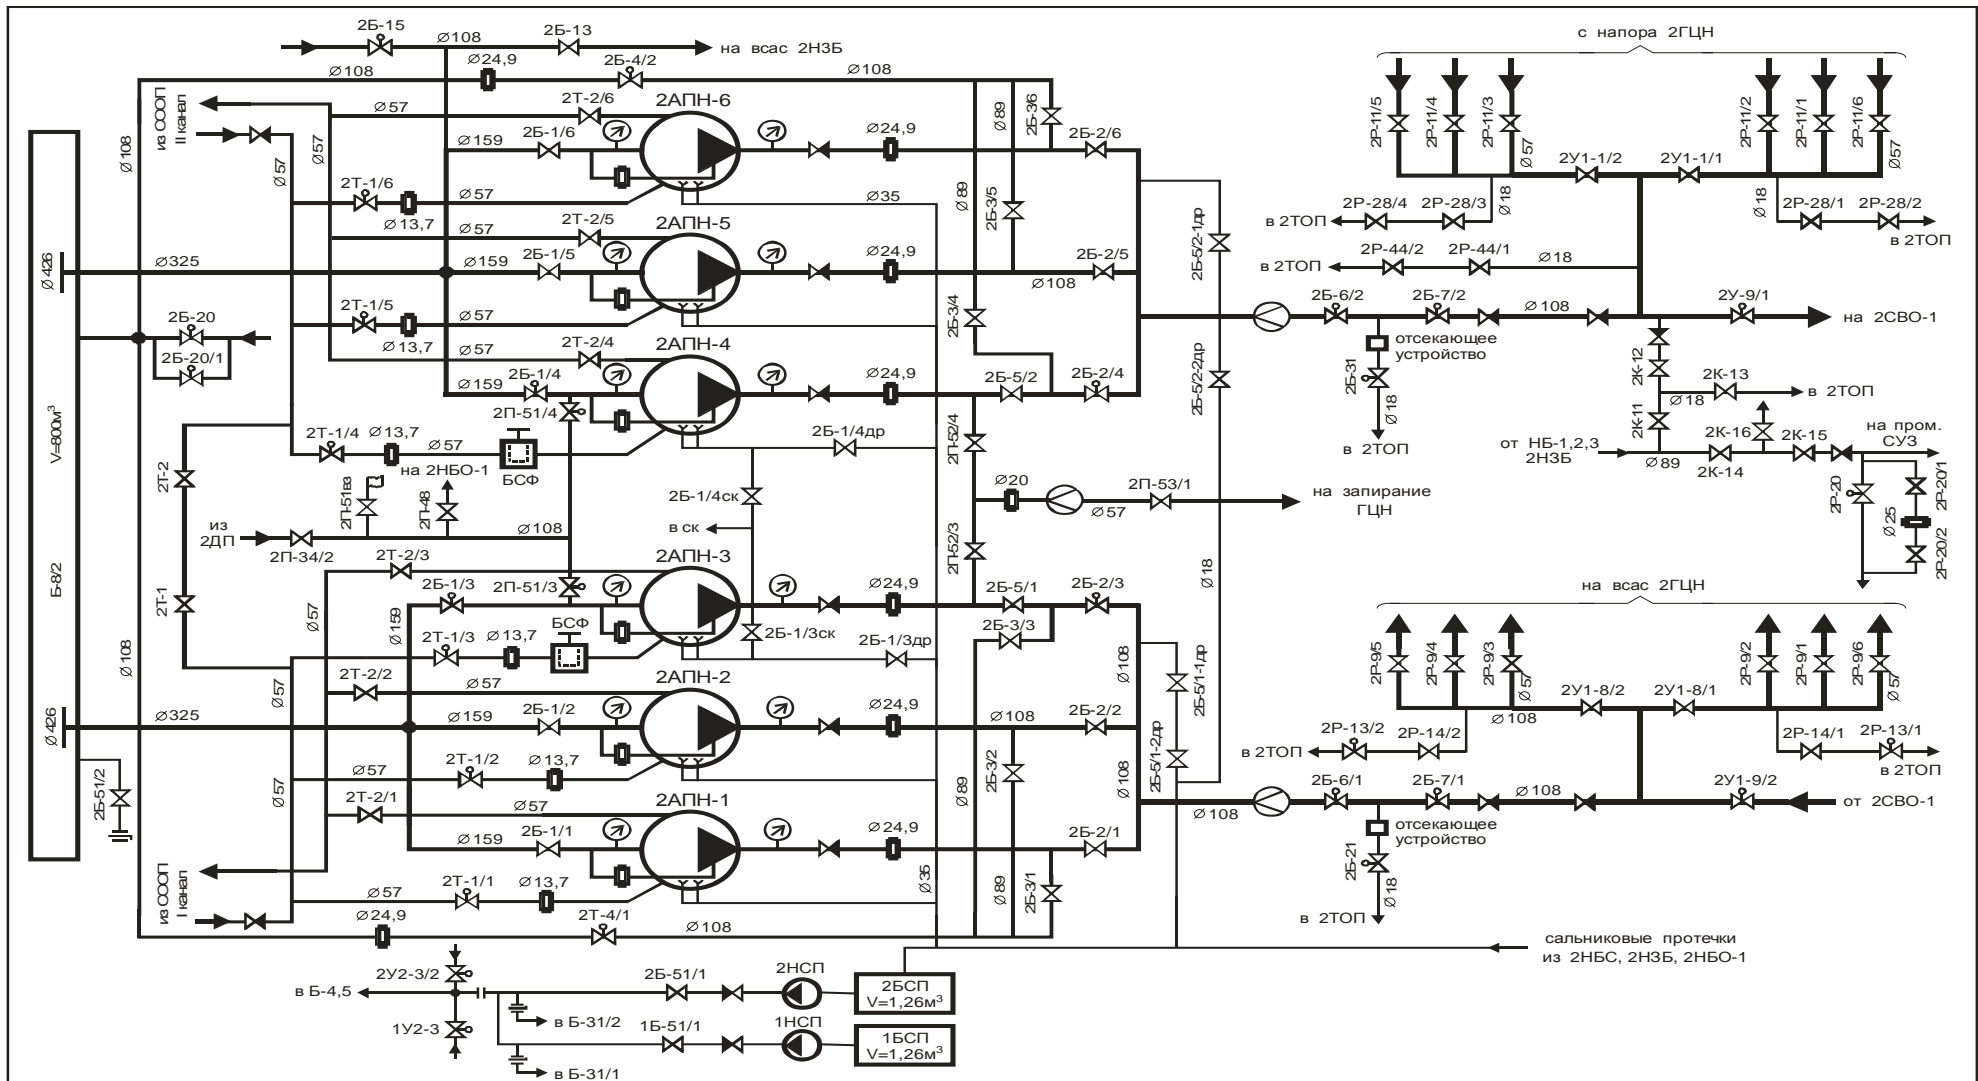 2Б-15
Ø108
2Б-13
на всас 2НЗБ
с напора 2ГЦН
Ø108
Ø24,9
2Б-4/2
Ø108
из СООП
II канал
Ø108
Ø57
Ø57
Ø57
2Т-2/6
2АПН-6
Ø159
2Б-1/6
Ø24,9
Ø89
2Б-3/6
2Б-2/6
2Т-1/6
Ø13,7
Ø57
Ø35
Ø89
2Б-3/5
Ø57
2Т-2/5
2АПН-5
Ø426
Ø325
Ø159
2Б-1/5
Ø24,9
Ø108
2Б-2/5
2Б-5/2-1др
2Т-1/5
Ø13,7
Ø57
2Б-3/4
2Б-20
2Б-20/1
Ø57
2Т-2/4
2АПН-4
Ø159
2Б-1/4
Ø24,9
2Б-5/2
2Б-2/4
2Б-5/2-2др
2П-51/4
2Т-1/4
Ø13,7
Ø57
БСФ
2Б-1/4др
2П-52/4
V=800м³
Б-8/2
2Т-2
2Т-1
на 2НБО-1
2П-51вз
2П-48
из
2ДП
2П-34/2
Ø108
2Б-1/4ск
в ск
Ø20
Ø57
2П-53/1
на запирание
ГЦН
2П-52/3
Ø18
2Т-2/3
2АПН-3
2Б-1/3
2П-51/3
Ø24,9
2Б-5/1
2Б-2/3
Ø57
Ø159
2Т-1/3
Ø13,7
БСФ
2Б-1/3ск
2Б-1/3др
2Б-3/3
Ø108
Ø108
2Б-5/1-1др
2Т-2/2
Ø57
2АПН-2
Ø57
Ø426
Ø325
Ø159
2Б-1/2
Ø24,9
Ø108
2Б-2/2
2Б-5/1-2др
Ø57
2Т-1/2
Ø13,7
Ø57
2Б-3/2
Ø89
Ø108
2Б-51/2
2Т-2/1
Ø57
2АПН-1
Ø159
2Б-1/1
Ø24,9
2Б-2/1
из СООП
I канал
Ø57
2Т-1/1
Ø13,7
Ø35
Ø89
2Б-3/1
Ø24,9
2Т-4/1
Ø108
2У2-3/2
в Б-4,5
1У2-3
2Б-51/1
2НСП
2БСП
V=1,26м³
в Б-31/2
1Б-51/1
1НСП
1БСП
V=1,26м³
в Б-31/1
сальниковые протечки
из 2НБС, 2НЗБ, 2НБО-1
2Р-11/5
2Р-11/4
2Р-11/3
2Р-11/2
2Р-11/1
2Р-11/6
Ø57
2У1-1/2
2У1-1/1
Ø57
2Р-28/4
2Р-28/3
Ø18
Ø18
2Р-28/1
2Р-28/2
в 2ТОП
в 2ТОП
2Р-44/2
2Р-44/1
Ø18
в 2ТОП
2Б-6/2
2Б-7/2
Ø108
2У-9/1
на 2СВО-1
отсекающее
устройство
2Б-31
Ø18
в 2ТОП
2К-12
2К-13
Ø18
в 2ТОП
2К-11
от НБ-1,2,3
2НЗБ
Ø89
2К-16
2К-14
2К-15
на пром.
СУЗ
2Р-20
Ø25
2Р-20/1
2Р-20/2
на всас 2ГЦН
2Р-9/5
2Р-9/4
2Р-9/3
2Р-9/2
2Р-9/1
2Р-9/6
Ø57
2У1-8/2
2У1-8/1
Ø57
Ø108
2Р-13/2
2Р-14/2
2Р-14/1
2Р-13/1
в 2ТОП
в 2ТОП
Ø108
2Б-6/1
2Б-7/1
Ø108
2У1-9/2
от 2СВО-1
отсекающее
устройство
2Б-21
Ø18
в 2ТОП